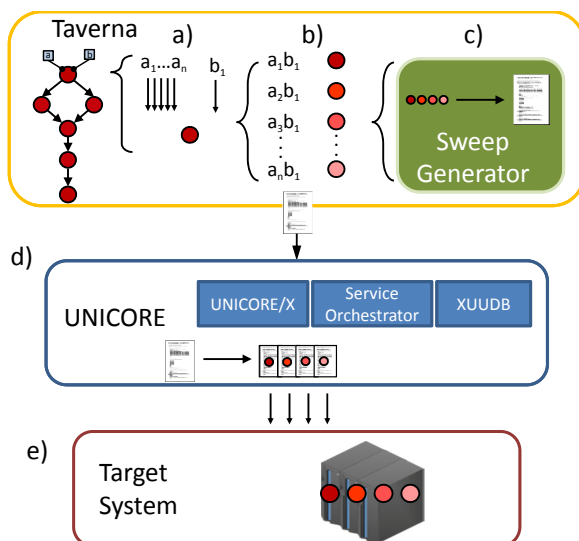 Taverna
a)
b)
c)
a
b
a₁...aₙ
b₁
a₁b₁
a₂b₁
a₃b₁
aₙb₁
Sweep
Generator
d)
UNICORE
UNICORE/X
Service
Orchestrator
XUUDB
e)
Target
System